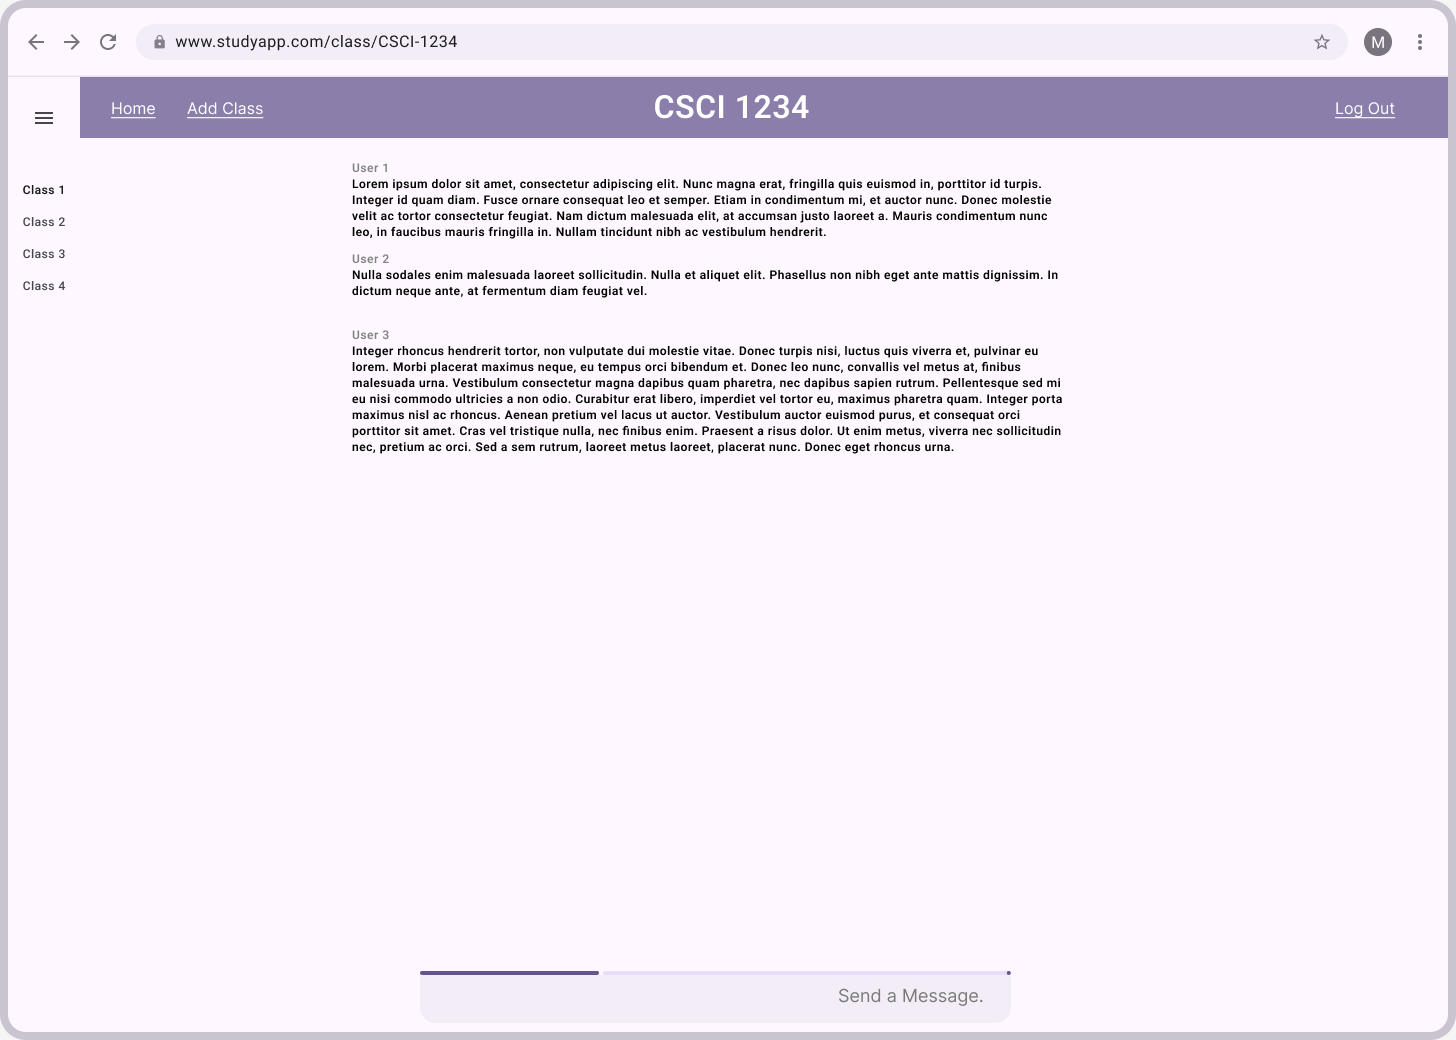 www.studyapp.com/class/CSCI-1234
M
Home
Add Class
CSCI 1234
Log Out
Class 1
Class 2
Class 3
Class 4
User 1
Lorem ipsum dolor sit amet, consectetur adipiscing elit. Nunc magna erat, fringilla quis euismod in, porttitor id turpis.
Integer id quam diam. Fusce ornare consequat leo et semper. Etiam in condimentum mi, et auctor nunc. Donec molestie
velit ac tortor consectetur feugiat. Nam dictum malesuada elit, at accumsan justo laoreet a. Mauris condimentum nunc
leo, in faucibus mauris fringilla in. Nullam tincidunt nibh ac vestibulum hendrerit.
User 2
Nulla sodales enim malesuada laoreet sollicitudin. Nulla et aliquet elit. Phasellus non nibh eget ante mattis dignissim. In
dictum neque ante, at fermentum diam feugiat vel.
User 3
Integer rhoncus hendrerit tortor, non vulputate dui molestie vitae. Donec turpis nisi, luctus quis viverra et, pulvinar eu
lorem. Morbi placerat maximus neque, eu tempus orci bibendum et. Donec leo nunc, convallis vel metus at, finibus
malesuada urna. Vestibulum consectetur magna dapibus quam pharetra, nec dapibus sapien rutrum. Pellentesque sed mi
eu nisi commodo ultricies a non odio. Curabitur erat libero, imperdiet vel tortor eu, maximus pharetra quam. Integer porta
maximus nisl ac rhoncus. Aenean pretium vel lacus ut auctor. Vestibulum auctor euismod purus, et consequat orci
porttitor sit amet. Cras vel tristique nulla, nec finibus enim. Praesent a risus dolor. Ut enim metus, viverra nec sollicitudin
nec, pretium ac orci. Sed a sem rutrum, laoreet metus laoreet, placerat nunc. Donec eget rhoncus urna.
Send a Message.